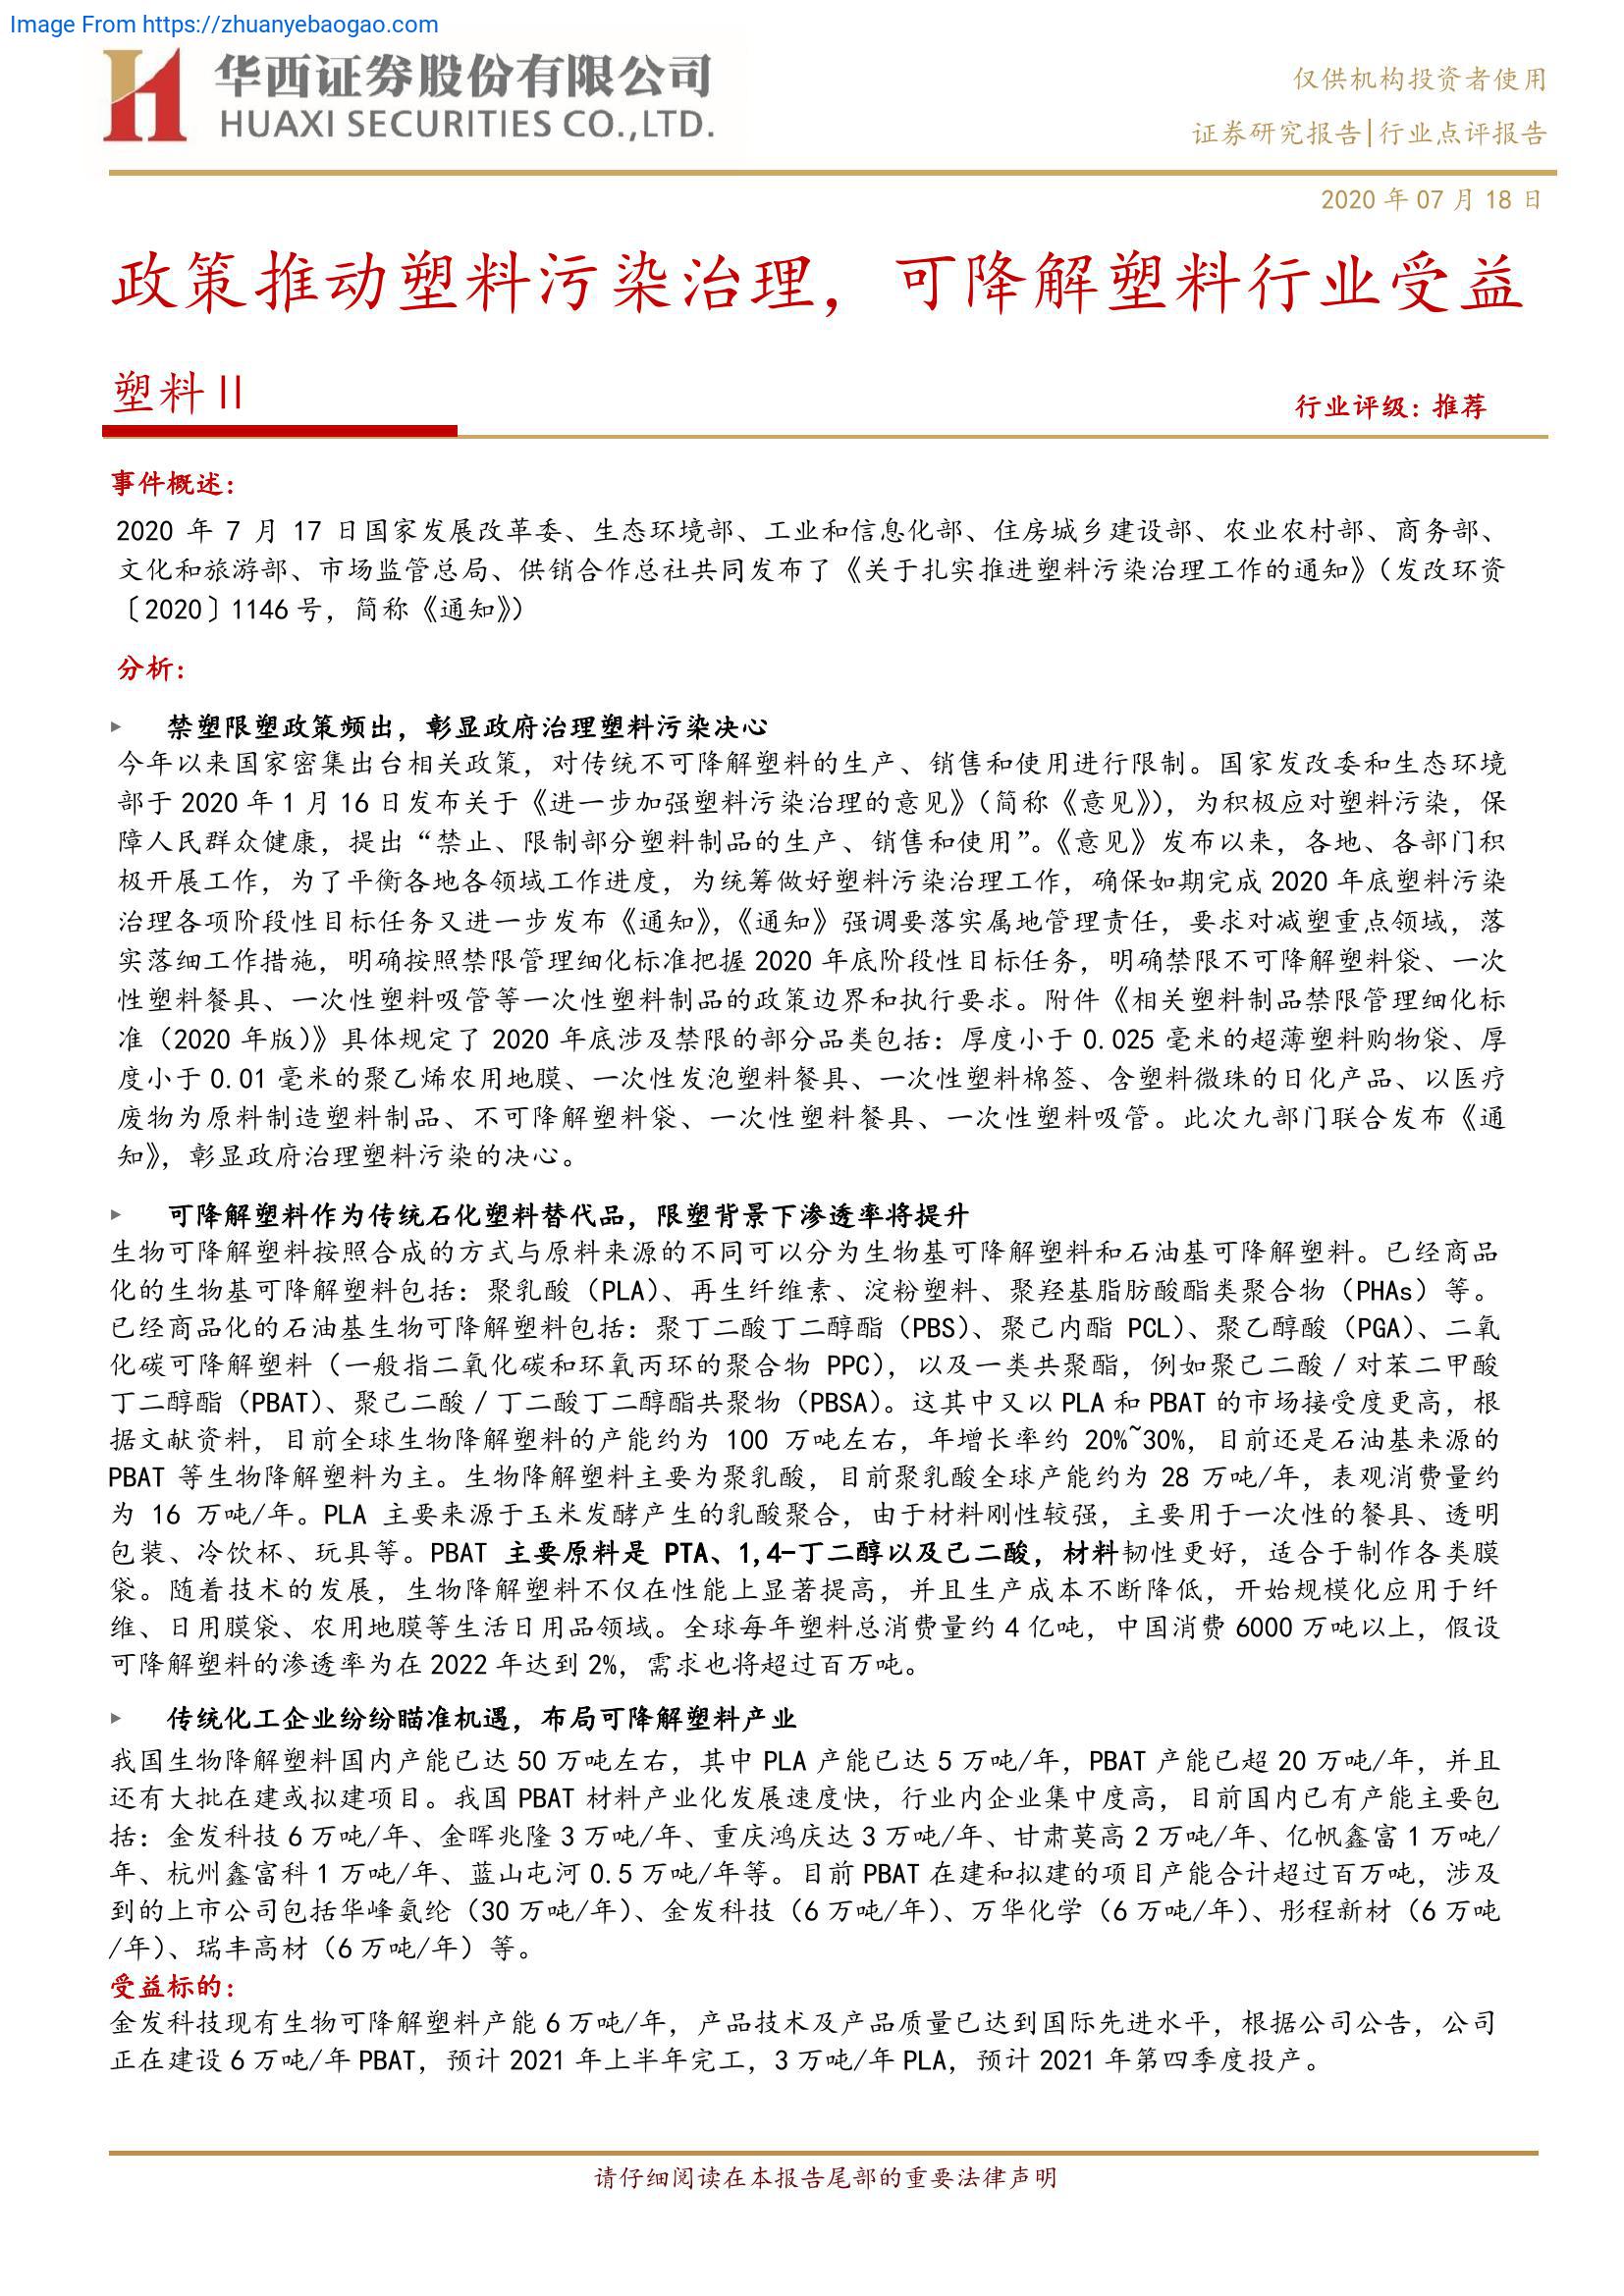 Image From https://zhuanyebaogao.com
华西证券股份有限公司
HUAXI SECURITIES CO.,LTD.
仅供机构投资者使用
证券研究报告|行业点评报告
2020 年 07 月 18 日
政策推动塑料污染治理，可降解塑料行业受益
塑料Ⅱ
行业评级：推荐
事件概述：
2020 年 7 月 17 日国家发展改革委、生态环境部、工业和信息化部、住房城乡建设部、农业农村部、商务部、
文化和旅游部、市场监管总局、供销合作总社共同发布了《关于扎实推进塑料污染治理工作的通知》（发改环资
〔2020〕1146 号，简称《通知》）
分析：
▸ 禁塑限塑政策频出，彰显政府治理塑料污染决心
今年以来国家密集出台相关政策，对传统不可降解塑料的生产、销售和使用进行限制。国家发改委和生态环境
部于 2020 年 1 月 16 日发布关于《进一步加强塑料污染治理的意见》（简称《意见》），为积极应对塑料污染，保
障人民群众健康，提出“禁止、限制部分塑料制品的生产、销售和使用”。《意见》发布以来，各地、各部门积
极开展工作，为了平衡各地各领域工作进度，为统筹做好塑料污染治理工作，确保如期完成 2020 年底塑料污染
治理各项阶段性目标任务又进一步发布《通知》，《通知》强调要落实属地管理责任，要求对减塑重点领域，落
实落细工作措施，明确按照禁限管理细化标准把握 2020 年底阶段性目标任务，明确禁限不可降解塑料袋、一次
性塑料餐具、一次性塑料吸管等一次性塑料制品的政策边界和执行要求。附件《相关塑料制品禁限管理细化标
准（2020 年版）》具体规定了 2020 年底涉及禁限的部分品类包括：厚度小于 0.025 毫米的超薄塑料购物袋、厚
度小于 0.01 毫米的聚乙烯农用地膜、一次性发泡塑料餐具、一次性塑料棉签、含塑料微珠的日化产品、以医疗
废物为原料制造塑料制品、不可降解塑料袋、一次性塑料餐具、一次性塑料吸管。此次九部门联合发布《通
知》，彰显政府治理塑料污染的决心。
▸ 可降解塑料作为传统石化塑料替代品，限塑背景下渗透率将提升
生物可降解塑料按照合成的方式与原料来源的不同可以分为生物基可降解塑料和石油基可降解塑料。已经商品
化的生物基可降解塑料包括：聚乳酸（PLA）、再生纤维素、淀粉塑料、聚羟基脂肪酸酯类聚合物（PHAs）等。
已经商品化的石油基生物可降解塑料包括：聚丁二酸丁二醇酯（PBS）、聚己内酯 PCL）、聚乙醇酸（PGA）、二氧
化碳可降解塑料（一般指二氧化碳和环氧丙环的聚合物 PPC），以及一类共聚酯，例如聚己二酸／对苯二甲酸
丁二醇酯（PBAT）、聚己二酸／丁二酸丁二醇酯共聚物（PBSA）。这其中又以 PLA 和 PBAT 的市场接受度更高，根
据文献资料，目前全球生物降解塑料的产能约为 100 万吨左右，年增长率约 20%~30%，目前还是石油基来源的
PBAT 等生物降解塑料为主。生物降解塑料主要为聚乳酸，目前聚乳酸全球产能约为 28 万吨/年，表观消费量约
为 16 万吨/年。PLA 主要来源于玉米发酵产生的乳酸聚合，由于材料刚性较强，主要用于一次性的餐具、透明
包装、冷饮杯、玩具等。PBAT 主要原料是 PTA、1,4-丁二醇以及己二酸，材料韧性更好，适合于制作各类膜
袋。随着技术的发展，生物降解塑料不仅在性能上显著提高，并且生产成本不断降低，开始规模化应用于纤
维、日用膜袋、农用地膜等生活日用品领域。全球每年塑料总消费量约 4 亿吨，中国消费 6000 万吨以上，假设
可降解塑料的渗透率为在 2022 年达到 2%，需求也将超过百万吨。
▸ 传统化工企业纷纷瞄准机遇，布局可降解塑料产业
我国生物降解塑料国内产能已达 50 万吨左右，其中 PLA 产能已达 5 万吨/年，PBAT 产能已超 20 万吨/年，并且
还有大批在建或拟建项目。我国 PBAT 材料产业化发展速度快，行业内企业集中度高，目前国内已有产能主要包
括：金发科技 6 万吨/年、金晖兆隆 3 万吨/年、重庆鸿庆达 3 万吨/年、甘肃莫高 2 万吨/年、亿帆鑫富 1 万吨/
年、杭州鑫富科 1 万吨/年、蓝山屯河 0.5 万吨/年等。目前 PBAT 在建和拟建的项目产能合计超过百万吨，涉及
到的上市公司包括华峰氨纶（30 万吨/年）、金发科技（6 万吨/年）、万华化学（6 万吨/年）、彤程新材（6 万吨
/年）、瑞丰高材（6 万吨/年）等。
受益标的：
金发科技现有生物可降解塑料产能 6 万吨/年，产品技术及产品质量已达到国际先进水平，根据公司公告，公司
正在建设 6 万吨/年 PBAT，预计 2021 年上半年完工，3 万吨/年 PLA，预计 2021 年第四季度投产。
请仔细阅读在本报告尾部的重要法律声明